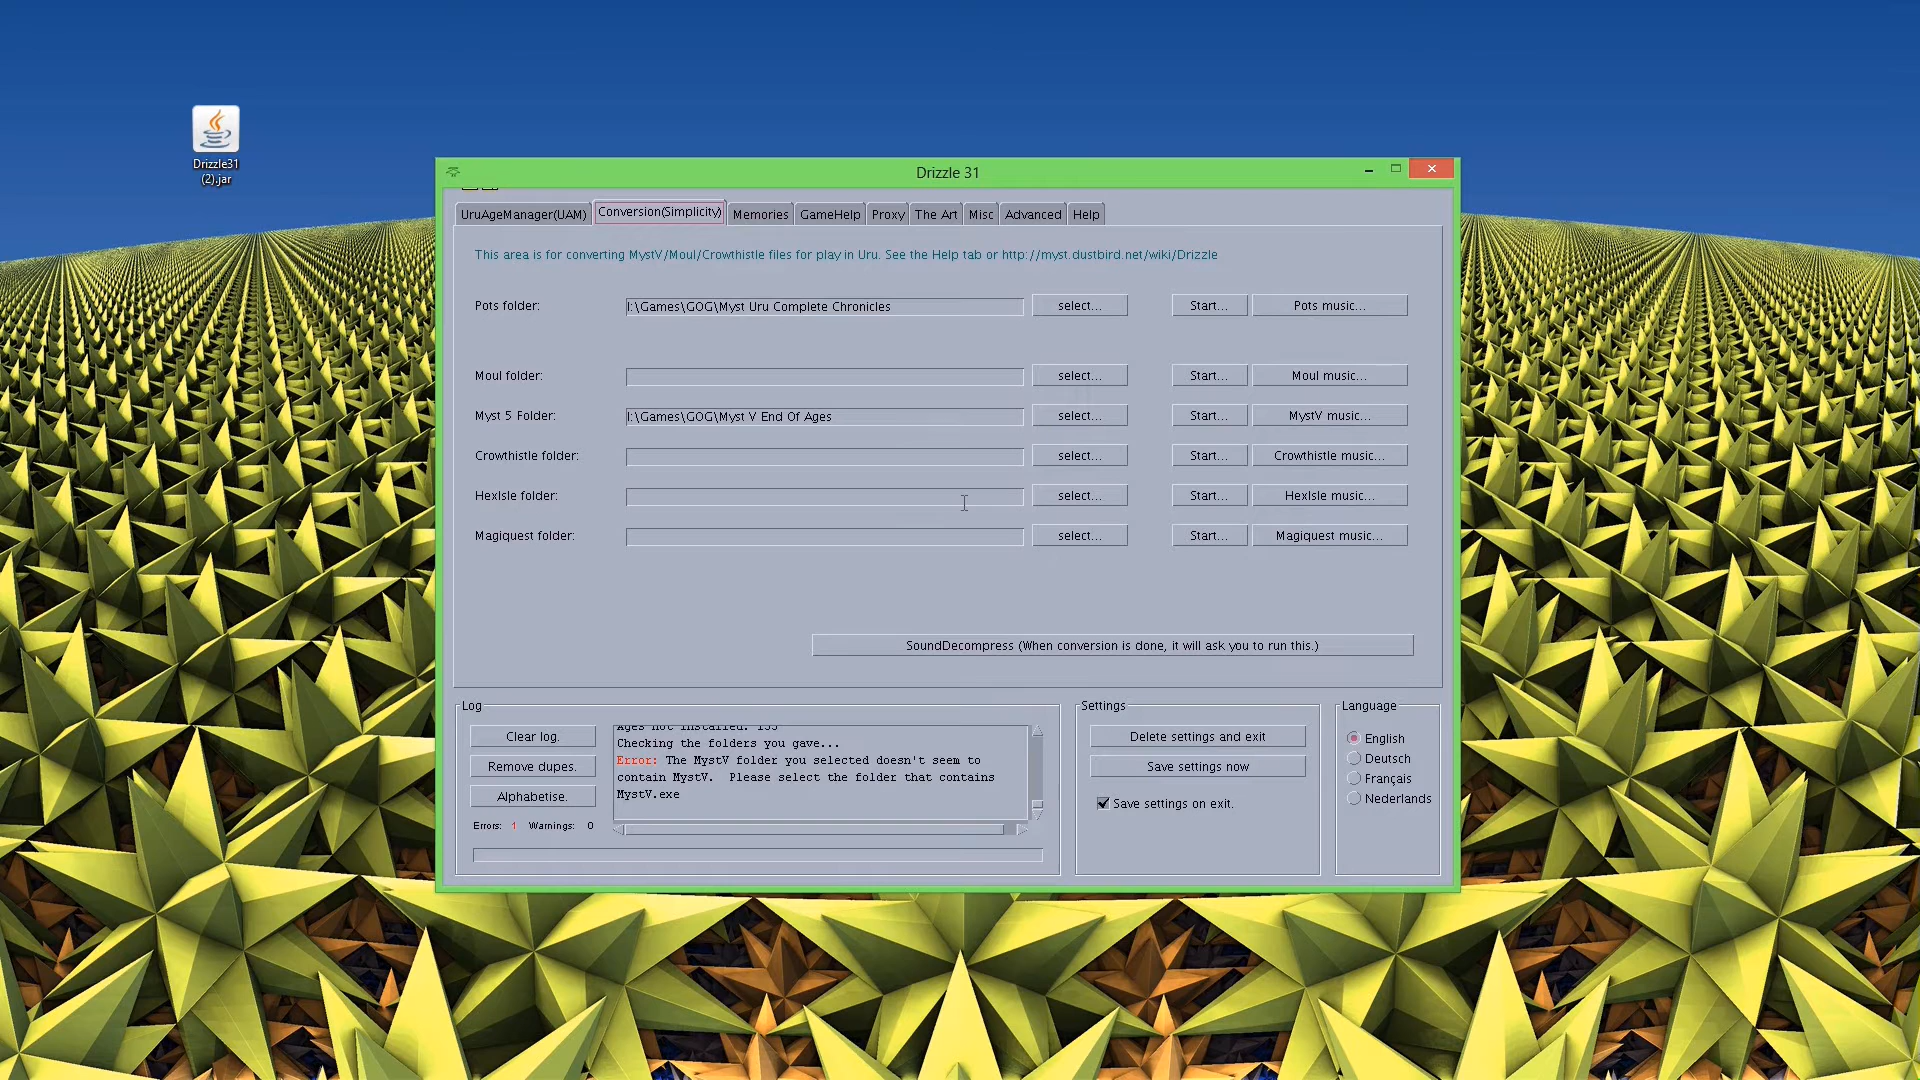 Drizzle31
(2).jar
Drizzle 31
UruAgeManager(UAM) Conversion(Simplicity) Memories GameHelp Proxy The Art Misc Advanced Help
This area is for converting MystV/Moul/Crowthistle files for play in Uru. See the Help tab or http://myst.dustbird.net/wiki/Drizzle
Pots folder: I:\Games\GOG\Myst Uru Complete Chronicles select... Start... Pots music...
Moul folder: select... Start... Moul music...
Myst 5 Folder: I:\Games\GOG\Myst V End Of Ages select... Start... MystV music...
Crowthistle folder: select... Start... Crowthistle music...
HexIsle folder: select... Start... HexIsle music...
Magiquest folder: select... Start... Magiquest music...
SoundDecompress (When conversion is done, it will ask you to run this.)
Log
Clear log.
Remove dupes.
Alphabetise.
Errors: 1 Warnings: 0
Ages not installed: 155
Checking the folders you gave...
Error: The MystV folder you selected doesn't seem to
contain MystV. Please select the folder that contains
MystV.exe
Settings
Delete settings and exit
Save settings now
Save settings on exit.
Language
English
Deutsch
Français
Nederlands